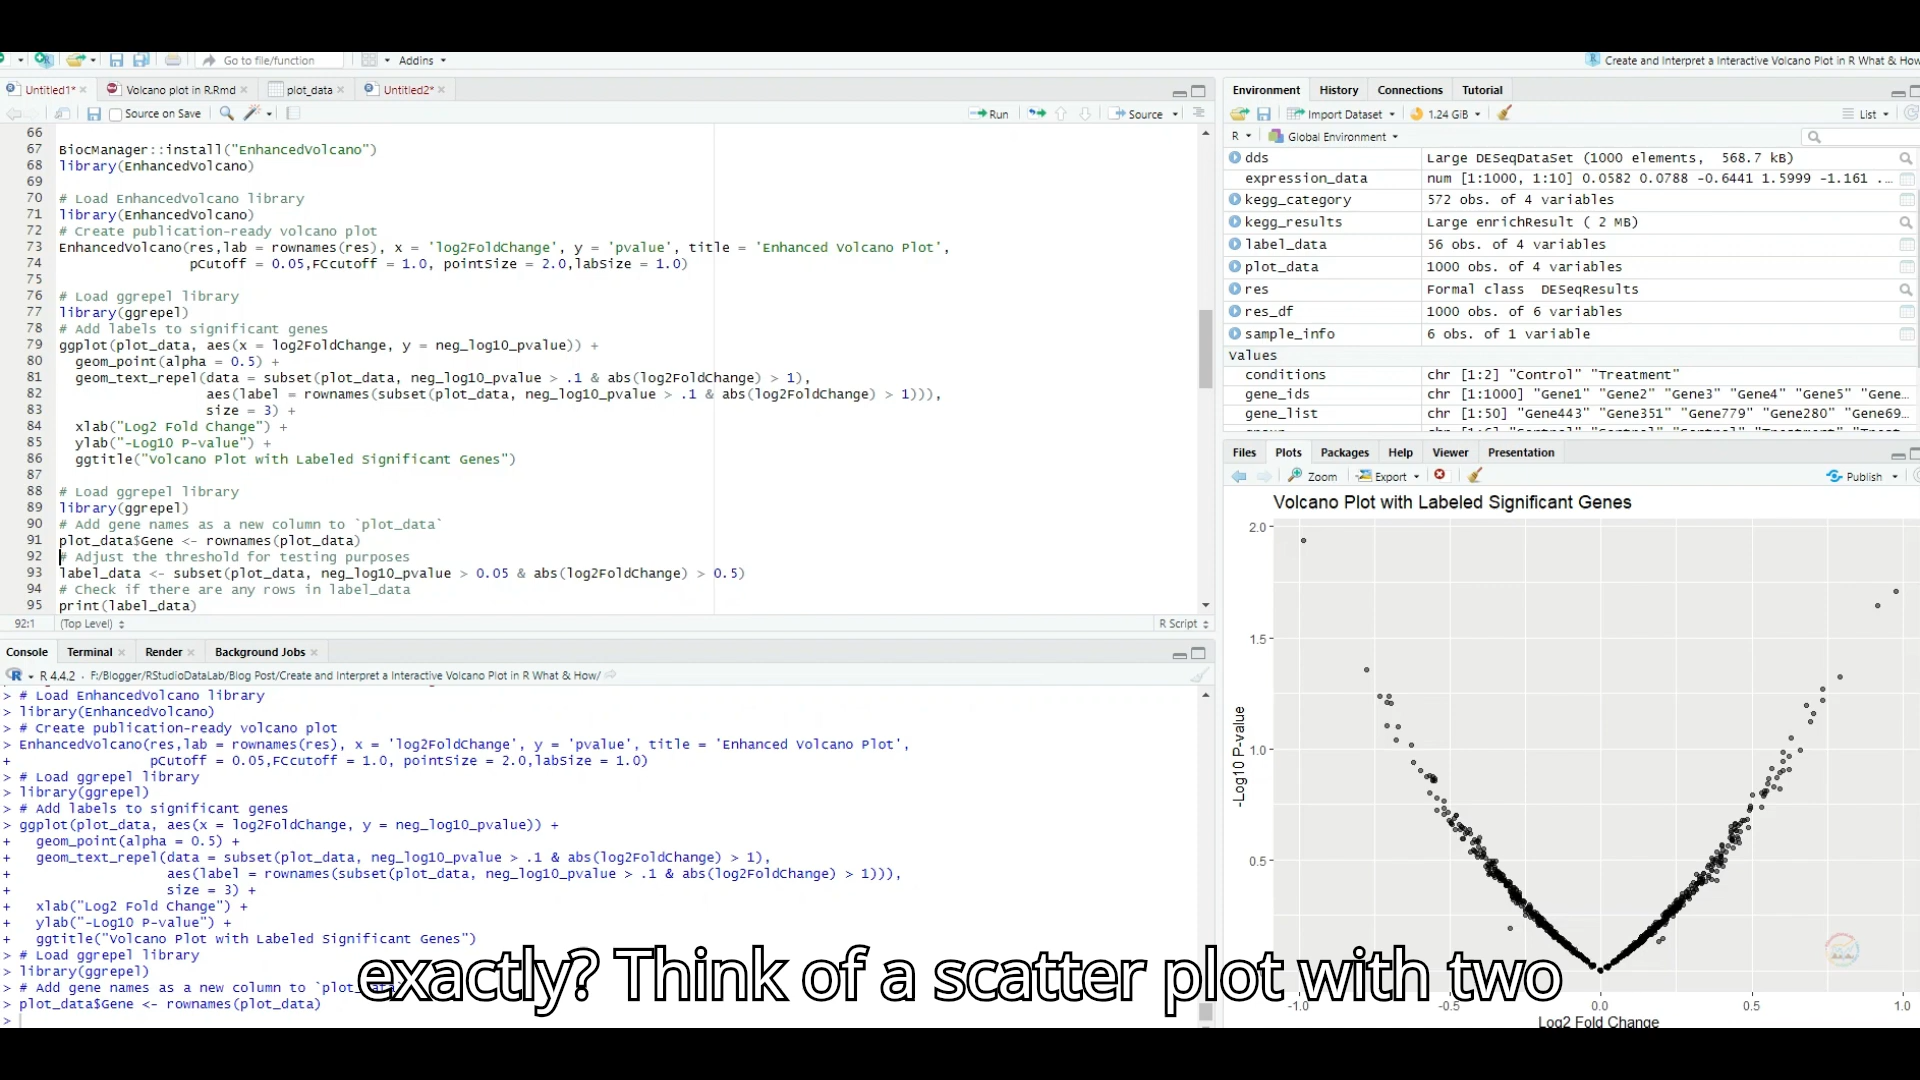 Go to file/function
Addins
Create and Interpret a Interactive Volcano Plot in R What & How
Untitled1*
Volcano plot in R.Rmd
plot_data
Untitled2*
Source on Save
Run
Source
66
67 BiocManager::install("EnhancedVolcano")
68 library(EnhancedVolcano)
69
70 # Load EnhancedVolcano library
71 library(EnhancedVolcano)
72 # Create publication-ready volcano plot
73 EnhancedVolcano(res,lab = rownames(res), x = 'log2FoldChange', y = 'pvalue', title = 'Enhanced Volcano Plot',
74 pCutoff = 0.05,FCcutoff = 1.0, pointSize = 2.0,labSize = 1.0)
75
76 # Load ggrepel library
77 library(ggrepel)
78 # Add labels to significant genes
79 ggplot(plot_data, aes(x = log2FoldChange, y = neg_log10_pvalue)) +
80 geom_point(alpha = 0.5) +
81 geom_text_repel(data = subset(plot_data, neg_log10_pvalue > .1 & abs(log2FoldChange) > 1),
82 aes(label = rownames(subset(plot_data, neg_log10_pvalue > .1 & abs(log2FoldChange) > 1))),
83 size = 3) +
84 xlab("Log2 Fold Change") +
85 ylab("-Log10 P-value") +
86 ggtitle("Volcano Plot with Labeled Significant Genes")
87
88 # Load ggrepel library
89 library(ggrepel)
90 # Add gene names as a new column to `plot_data`
91 plot_data$Gene <- rownames(plot_data)
92 # Adjust the threshold for testing purposes
93 label_data <- subset(plot_data, neg_log10_pvalue > 0.05 & abs(log2FoldChange) > 0.5)
94 # Check if there are any rows in label_data
95 print(label_data)
92:1
(Top Level)
R Script
Console
Terminal
Render
Background Jobs
R 4.4.2 · F:/Blogger/RStudioDataLab/Blog Post/Create and Interpret a Interactive Volcano Plot in R What & How/
> # Load EnhancedVolcano library
> library(EnhancedVolcano)
> # Create publication-ready volcano plot
> EnhancedVolcano(res,lab = rownames(res), x = 'log2FoldChange', y = 'pvalue', title = 'Enhanced Volcano Plot',
+ pCutoff = 0.05,FCcutoff = 1.0, pointSize = 2.0,labSize = 1.0)
> # Load ggrepel library
> library(ggrepel)
> # Add labels to significant genes
> ggplot(plot_data, aes(x = log2FoldChange, y = neg_log10_pvalue)) +
+ geom_point(alpha = 0.5) +
+ geom_text_repel(data = subset(plot_data, neg_log10_pvalue > .1 & abs(log2FoldChange) > 1),
+ aes(label = rownames(subset(plot_data, neg_log10_pvalue > .1 & abs(log2FoldChange) > 1))),
+ size = 3) +
+ xlab("Log2 Fold Change") +
+ ylab("-Log10 P-value") +
+ ggtitle("Volcano Plot with Labeled Significant Genes")
> # Load ggrepel library
> library(ggrepel)
> # Add gene names as a new column to `plot_
> plot_data$Gene <- rownames(plot_data)
>
Environment
History
Connections
Tutorial
Import Dataset
1.24 GiB
List
R
Global Environment
dds Large DESeqDataSet (1000 elements, 568.7 kB)
expression_data num [1:1000, 1:10] 0.0582 0.0788 -0.6441 1.5999 -1.161 ...
kegg_category 572 obs. of 4 variables
kegg_results Large enrichResult ( 2 MB)
label_data 56 obs. of 4 variables
plot_data 1000 obs. of 4 variables
res Formal class DESeqResults
res_df 1000 obs. of 6 variables
sample_info 6 obs. of 1 variable
Values
conditions chr [1:2] "Control" "Treatment"
gene_ids chr [1:1000] "Gene1" "Gene2" "Gene3" "Gene4" "Gene5" "Gene...
gene_list chr [1:50] "Gene443" "Gene351" "Gene779" "Gene280" "Gene69...
Files
Plots
Packages
Help
Viewer
Presentation
Zoom
Export
Publish
Volcano Plot with Labeled Significant Genes
2.0
1.5
1.0
0.5
-Log10 P-value
-1.0
-0.5
0.0
0.5
1.0
Log2 Fold Change
exactly? Think of a scatter plot with two